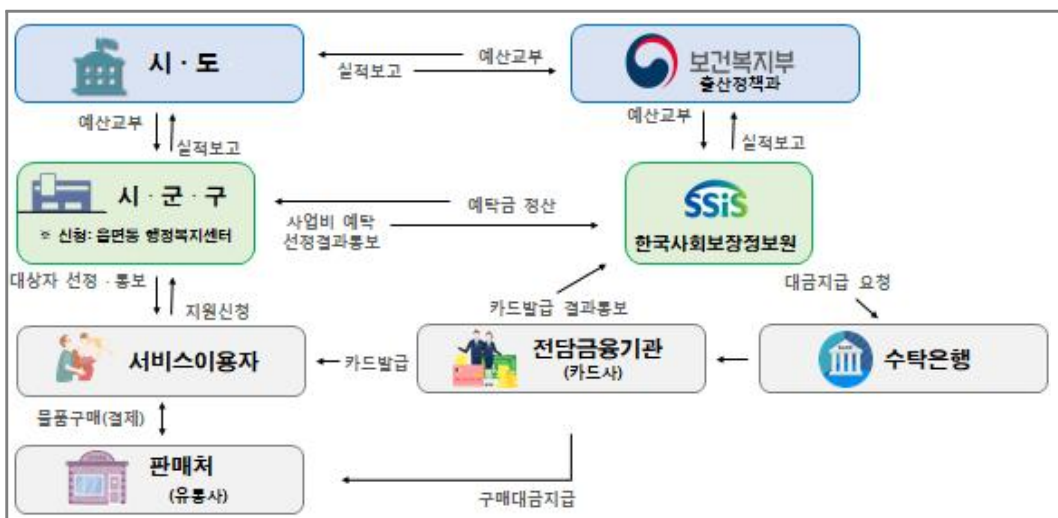 시 · 도
예산교부
실적보고
보건복지부
출산정책과
예산교부
실적보고
예산교부
실적보고
시 · 군 · 구
※ 신청: 읍면동 행정복지센터
예탁금 정산
사업비 예탁
선정결과통보
SSiS
한국사회보장정보원
대상자 선정 · 통보
지원신청
카드발급 결과통보
대금지급 요청
서비스이용자
카드발급
전담금융기관
(카드사)
수탁은행
물품구매(결제)
판매처
(유통사)
구매대금지급